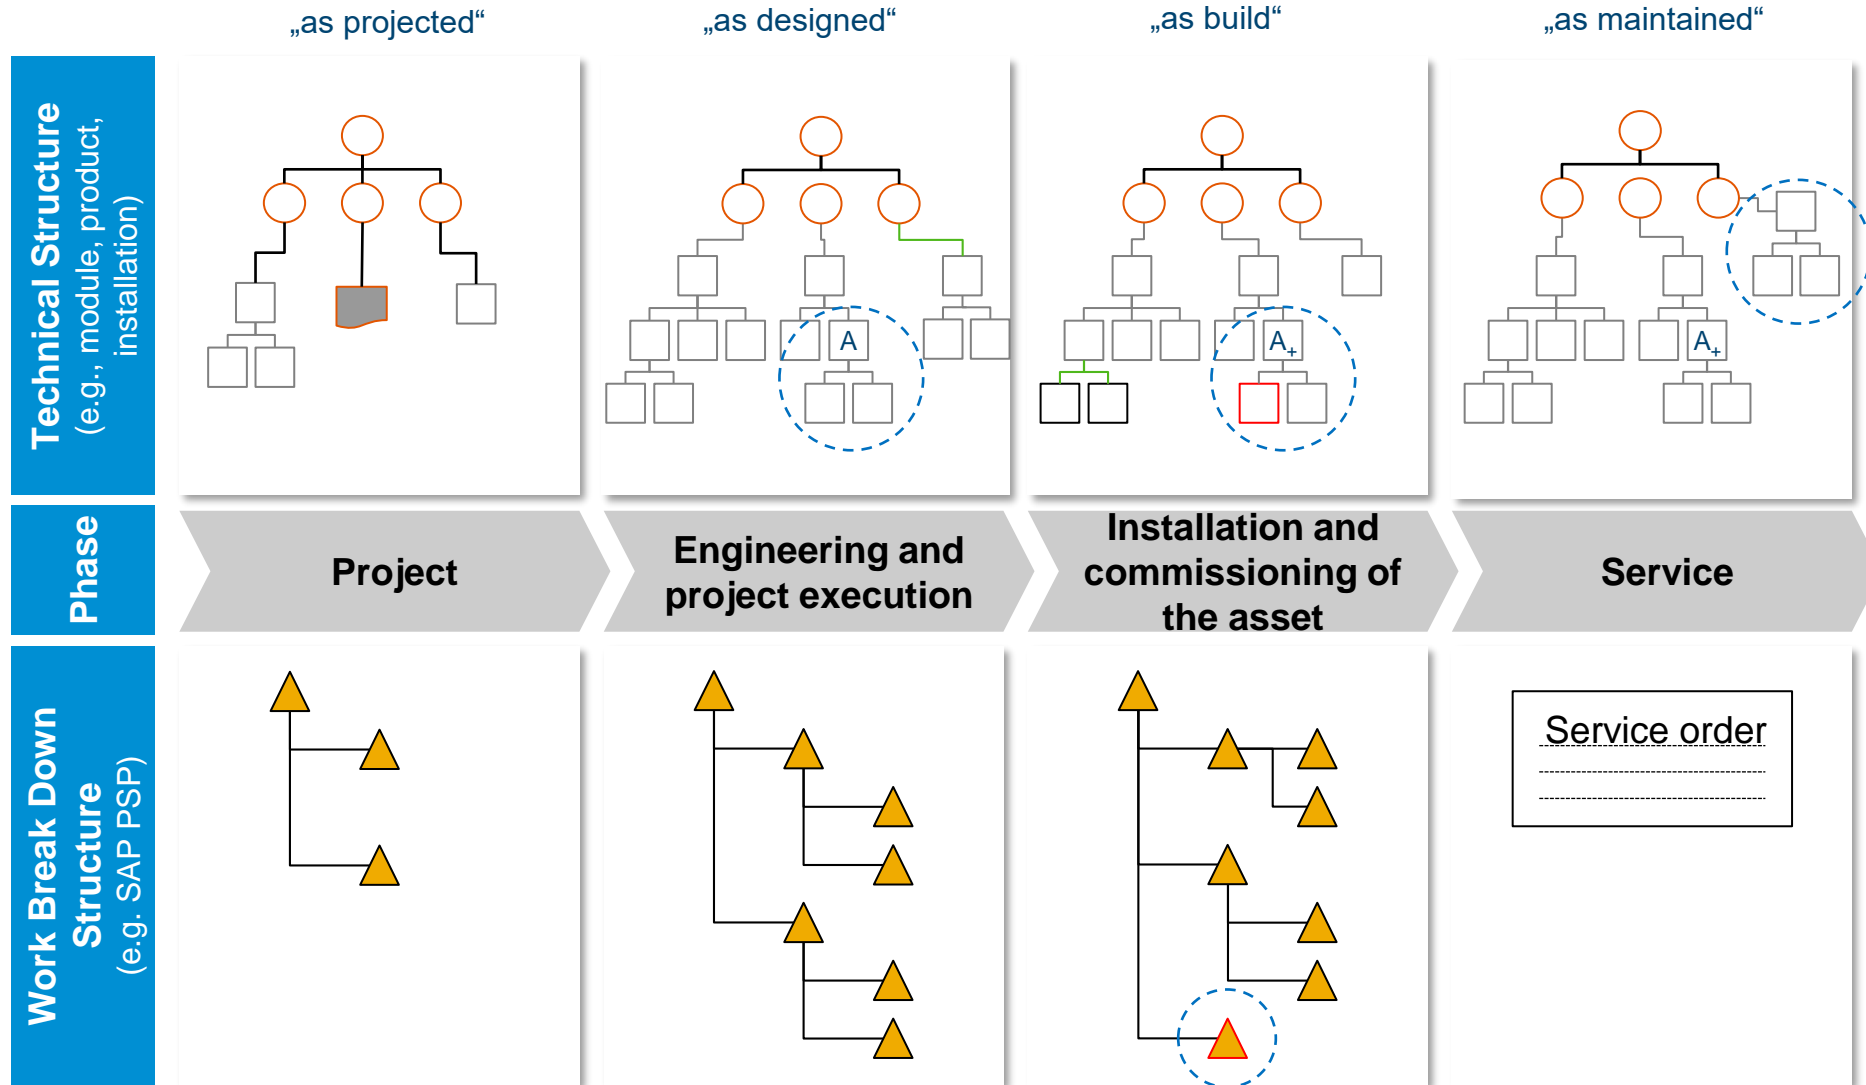 „as projected“
„as designed“
„as build“
„as maintained“
Technical Structure
(e.g., module, product,
installation)
A
A+
A+
Phase
Project
Engineering and
project execution
Installation and
commissioning of
the asset
Service
Work Break Down
Structure
(e.g. SAP PSP)
Service order